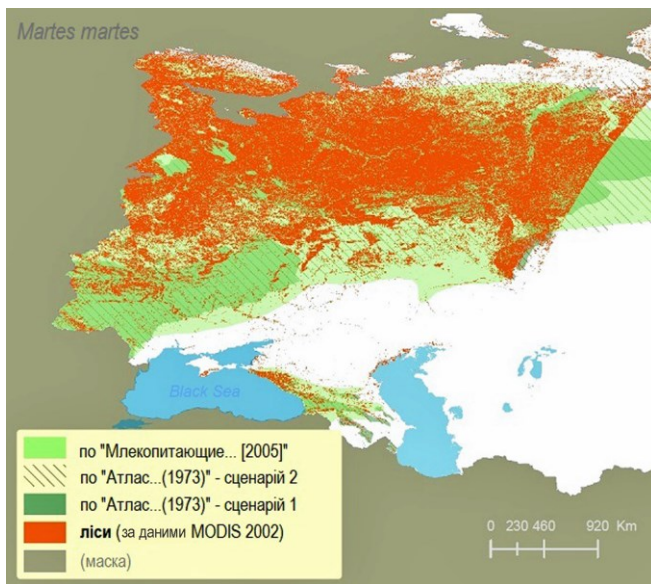 Martes martes
Black Sea
по "Млекопитающие... [2005]"
по "Атлас...(1973)" - сценарій 2
по "Атлас...(1973)" - сценарій 1
ліси (за даними MODIS 2002)
(маска)
0 230 460 920 Km